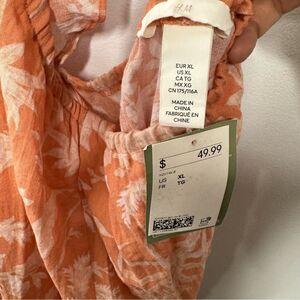 H&M
EUR XL
US XL
CA TG
MX XG
CN 175/116A
MADE IN
CHINA
FABRIQUÉ EN
CHINE
$ 49.99
US XL
FR TG